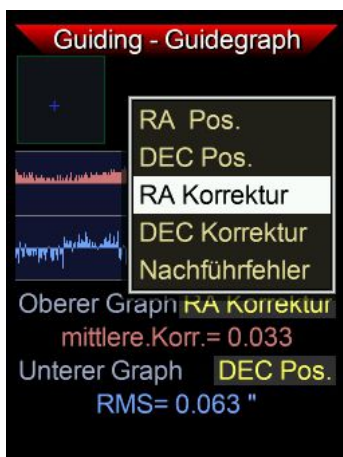 Guiding - Guidegraph
RA Pos.
DEC Pos.
RA Korrektur
DEC Korrektur
Nachführfehler
Oberer Graph RA Korrektur
mittlere.Korr.= 0.033
Unterer Graph DEC Pos.
RMS= 0.063 "